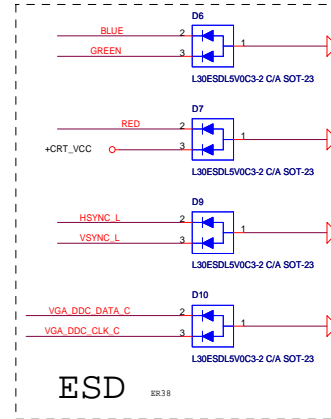 D6
BLUE 2
1
GREEN 3
L30ESDL5V0C3-2 C/A SOT-23
D7
RED 2
1
+CRT_VCC 3
L30ESDL5V0C3-2 C/A SOT-23
D9
HSYNC_L 2
1
VSYNC_L 3
L30ESDL5V0C3-2 C/A SOT-23
D10
VGA_DDC_DATA_C 2
1
VGA_DDC_CLK_C 3
L30ESDL5V0C3-2 C/A SOT-23
ESD ER38